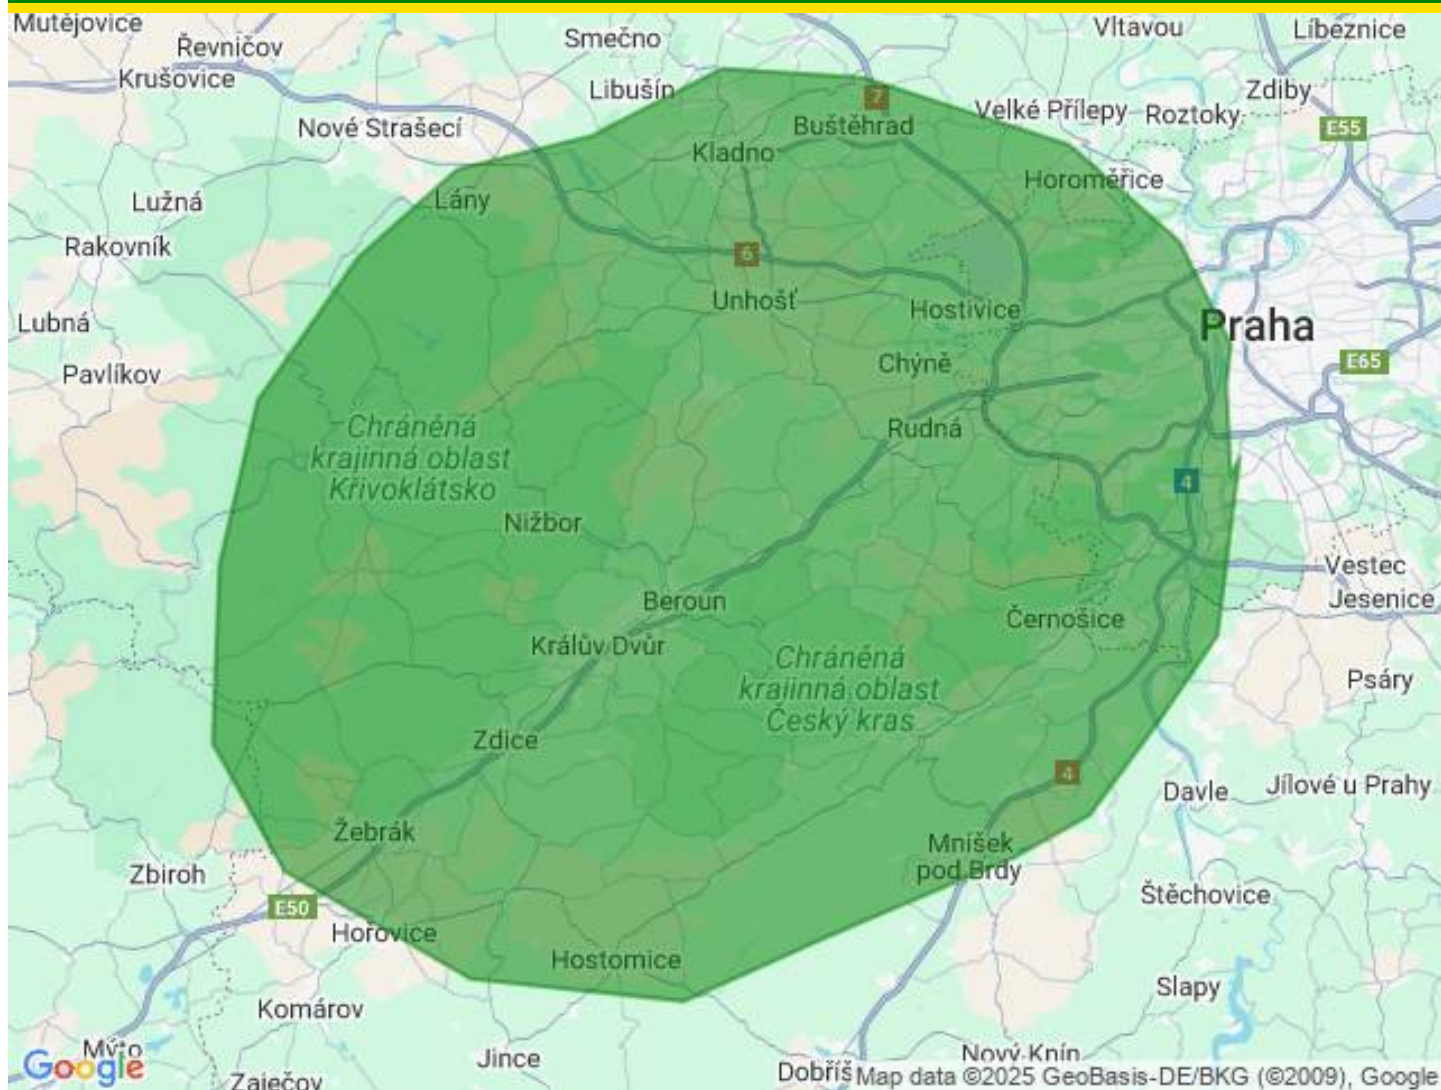 Mutějovice
Řevničov
Krušovice
Smečno
Vltavou
Líbeznice
Libušín
Zdiby
Nové Strašecí
7
Buštěhrad
Velké Přílepy
Roztoky
E55
Kladno
Horoměřice
Lány
Lužná
Rakovník
6
Unhošť
Hostivice
Praha
Lubná
Chýně
E65
Pavlíkov
Rudná
Chráněná
krajinná oblast
Křivoklátsko
4
Nižbor
Vestec
Beroun
Jesenice
Černošice
Králův Dvůr
Chráněná
krajinná oblast
Český kras
Psáry
Zdice
4
Davle
Jílové u Prahy
Žebrák
Mníšek
pod Brdy
Zbiroh
Štěchovice
E50
Hořovice
Hostomice
Slapy
Komárov
Mýto
Jince
Nový Knín
Google
Zaječov
Dobříš
Map data ©2025 GeoBasis-DE/BKG (©2009), Google